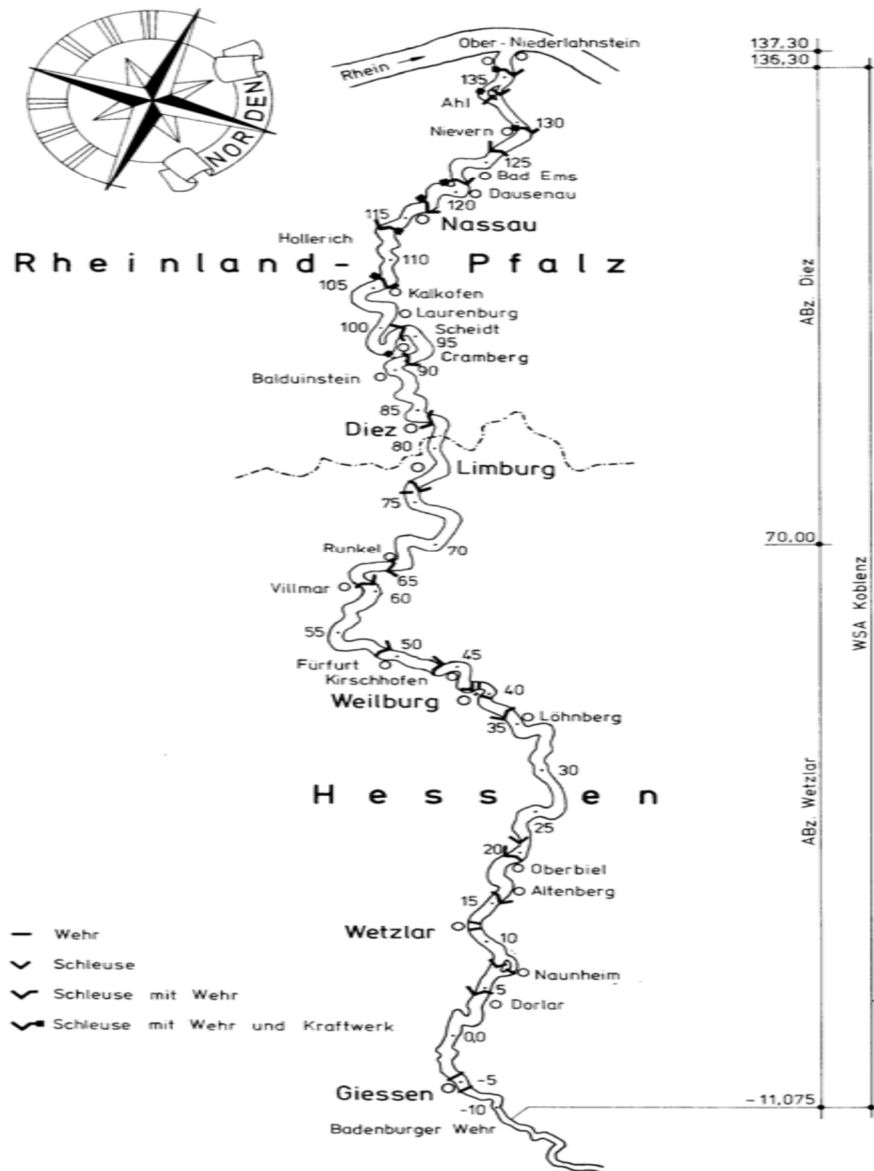 NORDEN
Ober-Niederlahnstein
Rhein
137,30
136,30
135
Ahl
Nievern
130
125
Bad Ems
Dausenau
120
115
Nassau
Hollerich
Rheinland-Pfalz
110
105
Kalkofen
Laurenburg
100
Scheidt
95
Cramberg
90
Balduinstein
85
Diez
80
Limburg
75
ABz. Diez
70,00
Runkel
70
65
Villmar
60
55
50
45
Fürfurt
Kirschhofen
40
Weilburg
35
Löhnberg
WSA Koblenz
30
Hessen
25
20
Oberbiel
Altenberg
15
Wetzlar
10
Naunheim
5
Dorlar
0,0
ABz. Wetzlar
Wehr
Schleuse
Schleuse mit Wehr
Schleuse mit Wehr und Kraftwerk
Giessen
-5
-10
-11,075
Badenburger Wehr